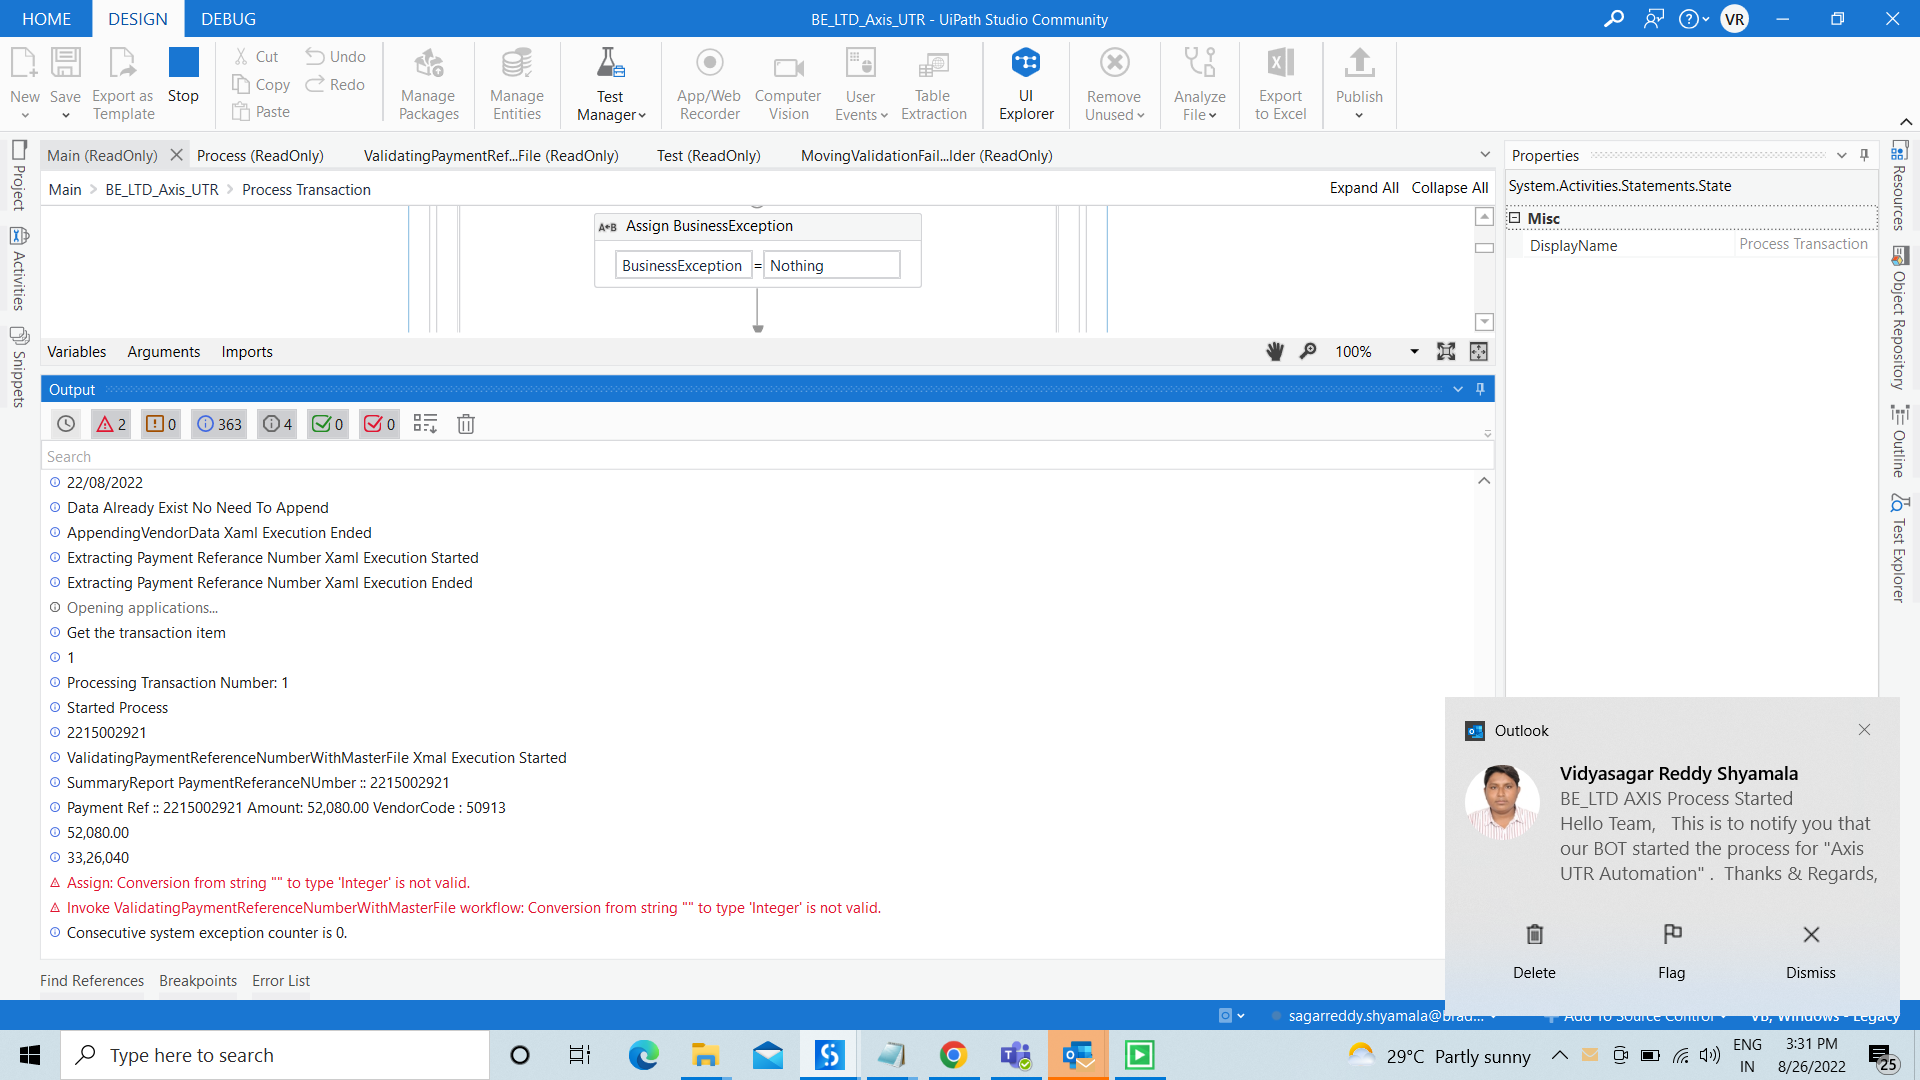 HOME DESIGN DEBUG BE_LTD_Axis_UTR - UiPath Studio Community VR
New Save Export as Template Stop Cut Copy Paste Undo Redo Manage Packages Manage Entities Test Manager App/Web Recorder Computer Vision User Events Table Extraction UI Explorer Remove Unused Analyze File Export to Excel Publish
Main (ReadOnly) Process (ReadOnly) ValidatingPaymentRef...File (ReadOnly) Test (ReadOnly) MovingValidationFail...lder (ReadOnly)
Main > BE_LTD_Axis_UTR > Process Transaction Expand All Collapse All
Project
Activities
Snippets
A+B Assign BusinessException
BusinessException = Nothing
Variables Arguments Imports 100%
Output
2 0 363 4 0 0
Search
22/08/2022
Data Already Exist No Need To Append
AppendingVendorData Xaml Execution Ended
Extracting Payment Referance Number Xaml Execution Started
Extracting Payment Referance Number Xaml Execution Ended
Opening applications...
Get the transaction item
1
Processing Transaction Number: 1
Started Process
2215002921
ValidatingPaymentReferenceNumberWithMasterFile Xmal Execution Started
SummaryReport PaymentReferanceNUmber :: 2215002921
Payment Ref :: 2215002921 Amount: 52,080.00 VendorCode : 50913
52,080.00
33,26,040
Assign: Conversion from string "" to type 'Integer' is not valid.
Invoke ValidatingPaymentReferenceNumberWithMasterFile workflow: Conversion from string "" to type 'Integer' is not valid.
Consecutive system exception counter is 0.
Find References Breakpoints Error List
Properties
System.Activities.Statements.State
Misc
DisplayName Process Transaction
Resources
Object Repository
Outline
Test Explorer
Outlook
Vidyasagar Reddy Shyamala
BE_LTD AXIS Process Started
Hello Team, This is to notify you that
our BOT started the process for "Axis
UTR Automation" . Thanks & Regards,
Delete Flag Dismiss
sagarreddy.shyamala@brad... Add To Source Control VB, Windows - Legacy
Type here to search 29°C Partly sunny ENG IN 3:31 PM 8/26/2022 25